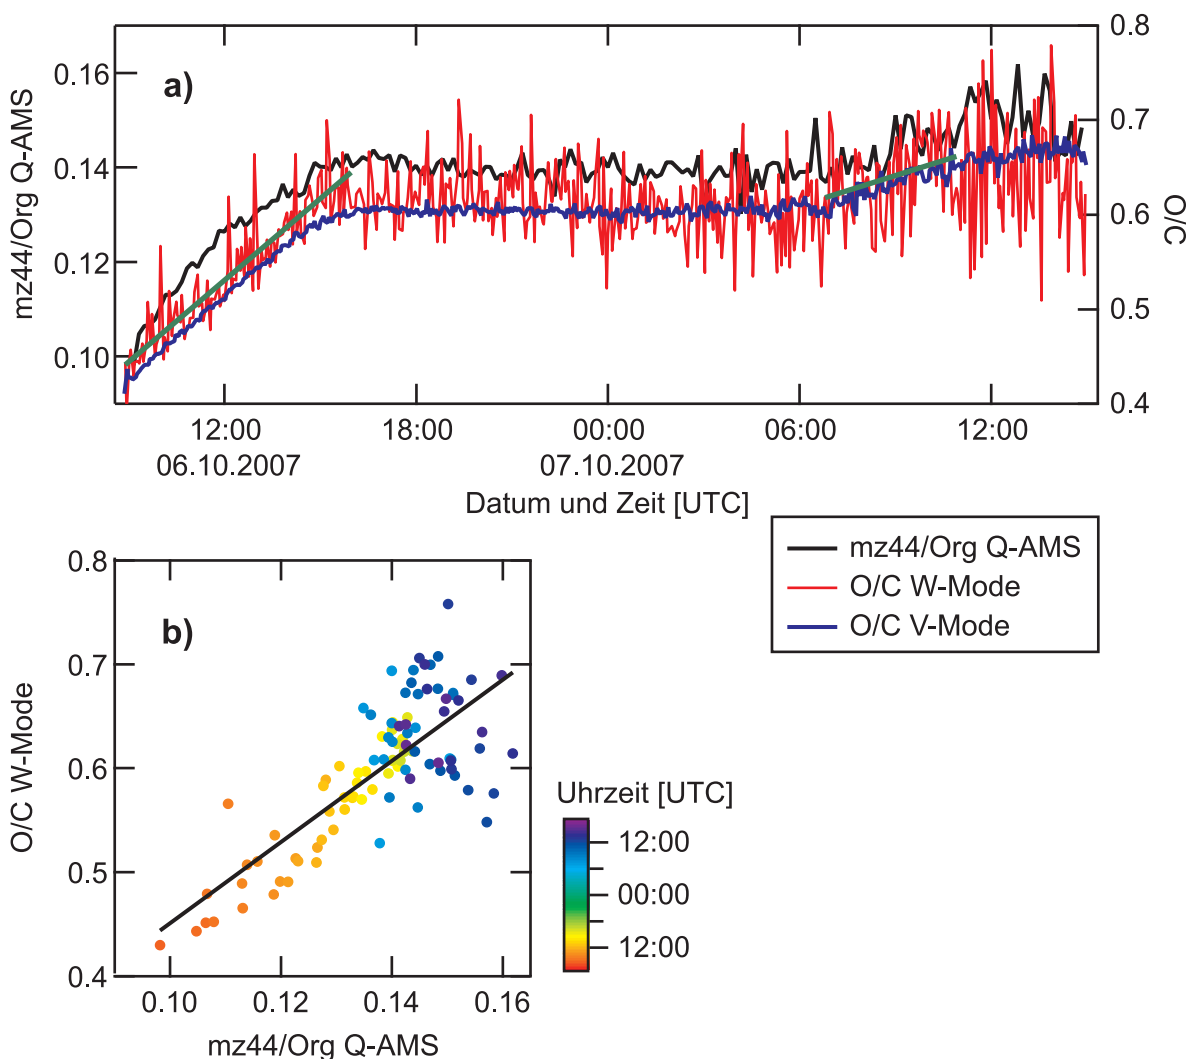 a)
mz44/Org Q-AMS
0.16
0.14
0.12
0.10
0.8
0.7
0.6
0.5
0.4
O/C
12:00 18:00 00:00 06:00 12:00
06.10.2007 07.10.2007
Datum und Zeit [UTC]
mz44/Org Q-AMS
O/C W-Mode
O/C V-Mode
b)
O/C W-Mode
0.8
0.7
0.6
0.5
0.4
0.10 0.12 0.14 0.16
mz44/Org Q-AMS
Uhrzeit [UTC]
12:00
00:00
12:00